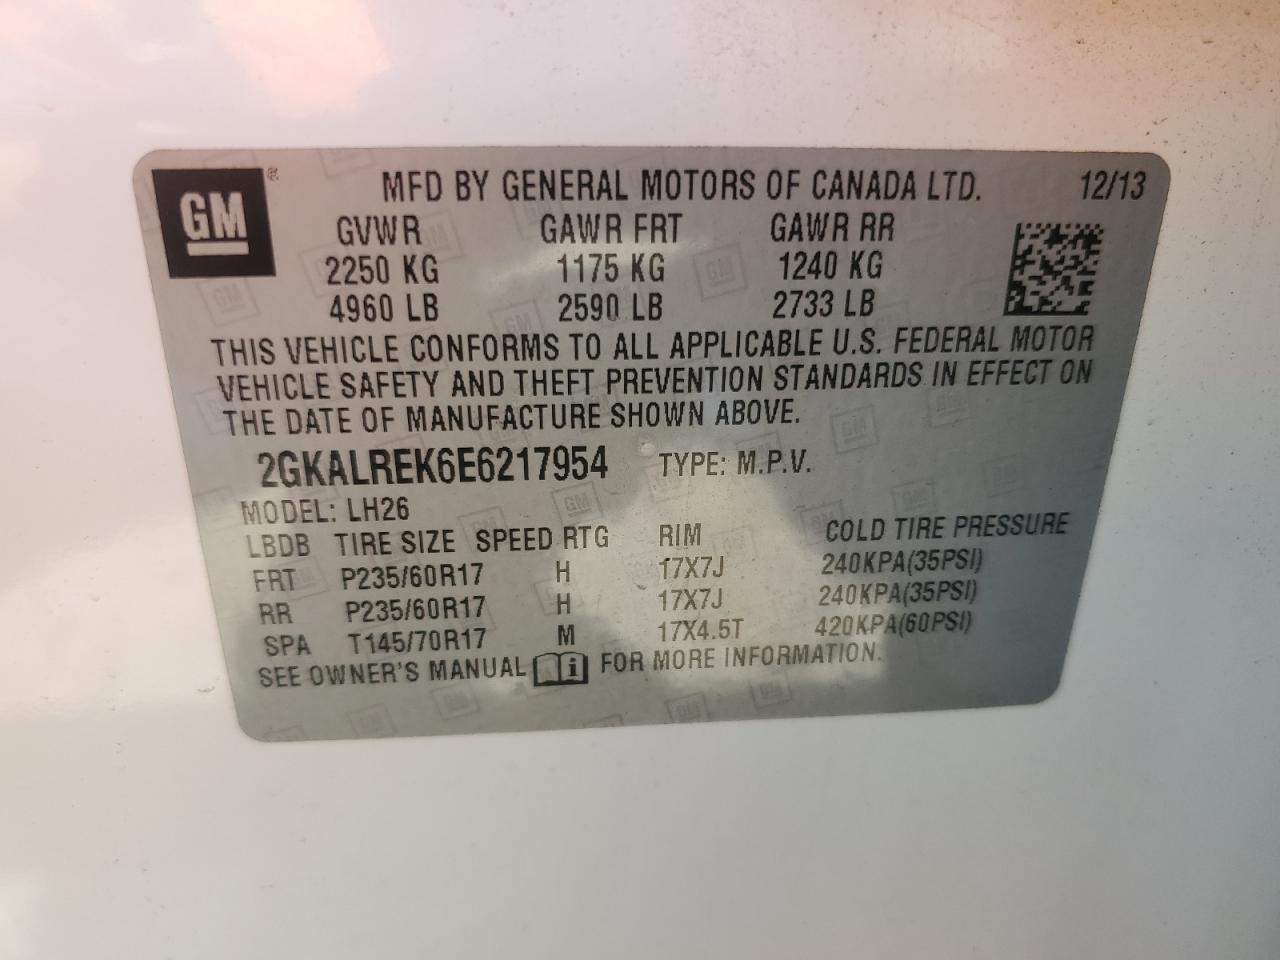 GM ® MFD BY GENERAL MOTORS OF CANADA LTD. 12/13
GVWR GAWR FRT GAWR RR
2250 KG 1175 KG 1240 KG
4960 LB 2590 LB 2733 LB
THIS VEHICLE CONFORMS TO ALL APPLICABLE U.S. FEDERAL MOTOR
VEHICLE SAFETY AND THEFT PREVENTION STANDARDS IN EFFECT ON
THE DATE OF MANUFACTURE SHOWN ABOVE.
2GKALREK6E6217954 TYPE: M.P.V.
MODEL: LH26
LBDB TIRE SIZE SPEED RTG RIM COLD TIRE PRESSURE
FRT P235/60R17 H 17X7J 240KPA(35PSI)
RR P235/60R17 H 17X7J 240KPA(35PSI)
SPA T145/70R17 M 17X4.5T 420KPA(60PSI)
SEE OWNER'S MANUAL i FOR MORE INFORMATION.